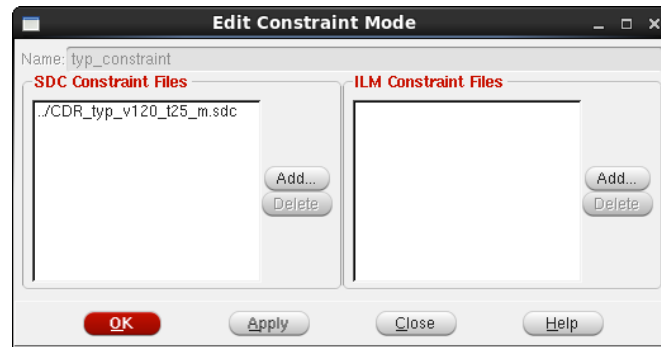 Edit Constraint Mode
Name: typ_constraint
SDC Constraint Files
ILM Constraint Files
../CDR_typ_v120_t25_m.sdc
Add...
Delete
Add...
Delete
OK
Apply
Close
Help